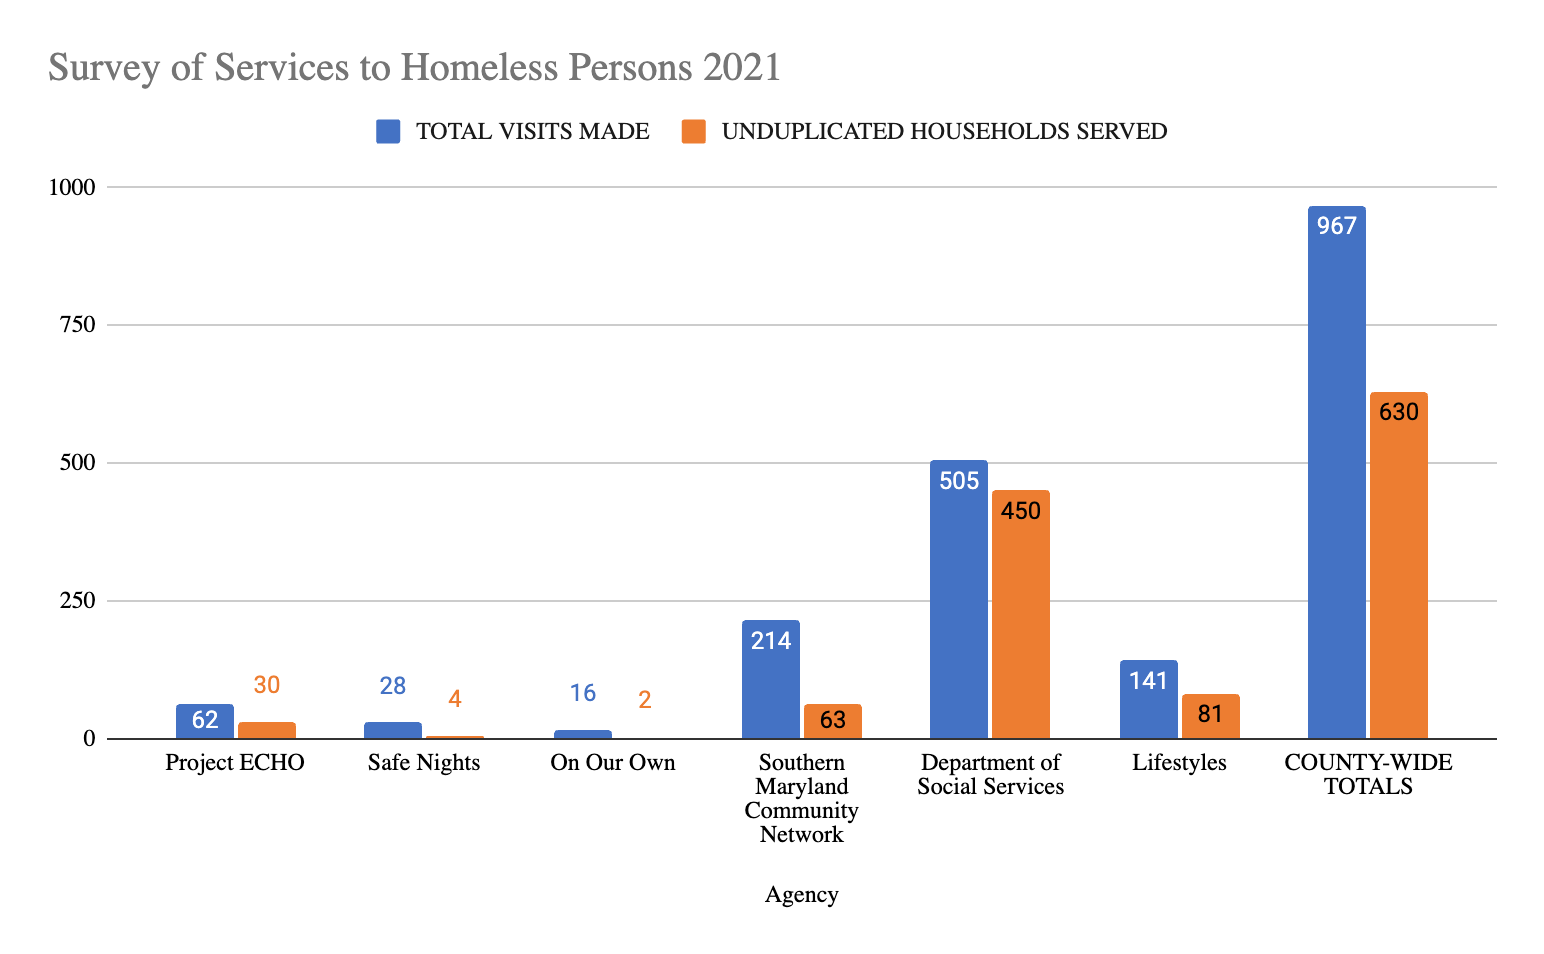 Survey of Services to Homeless Persons 2021
TOTAL VISITS MADE
UNDUPLICATED HOUSEHOLDS SERVED
1000
750
500
250
0
62
30
28
4
16
2
214
63
505
450
141
81
967
630
Project ECHO
Safe Nights
On Our Own
Southern
Maryland
Community
Network
Department of
Social Services
Lifestyles
COUNTY-WIDE
TOTALS
Agency